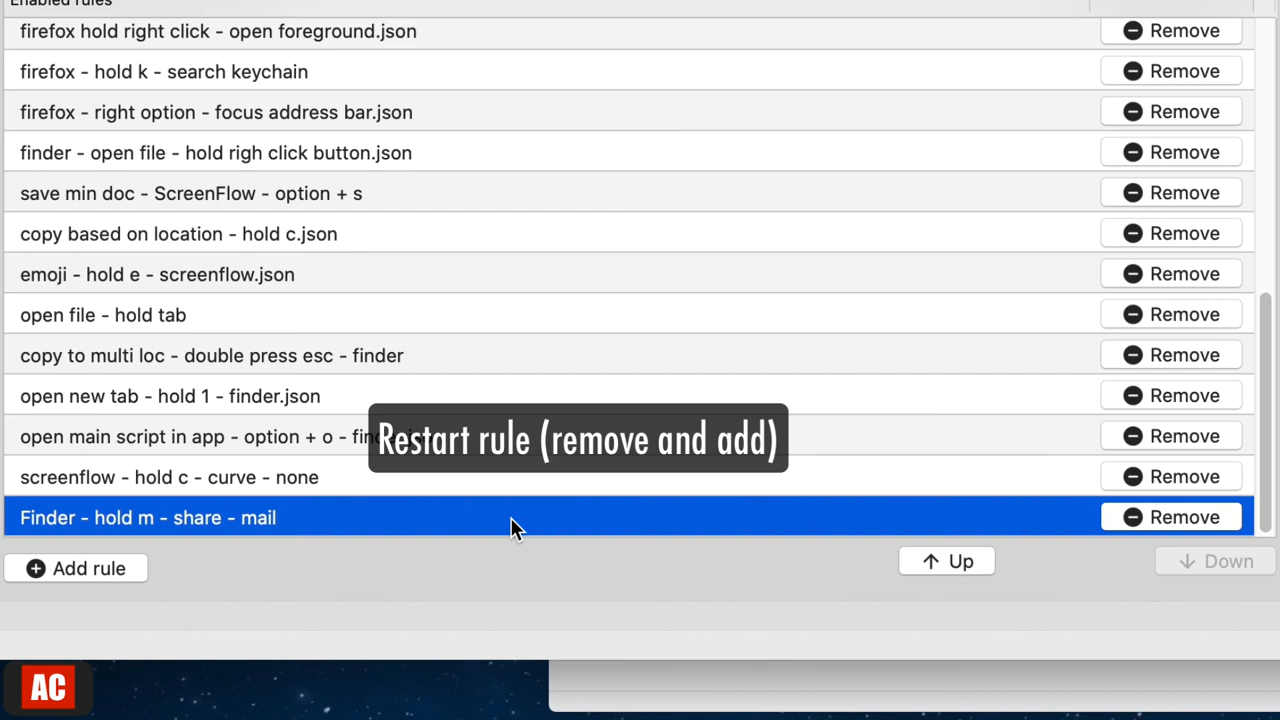 Enabled rules
firefox hold right click - open foreground.json
Remove
firefox - hold k - search keychain
Remove
firefox - right option - focus address bar.json
Remove
finder - open file - hold righ click button.json
Remove
save min doc - ScreenFlow - option + s
Remove
copy based on location - hold c.json
Remove
emoji - hold e - screenflow.json
Remove
open file - hold tab
Remove
copy to multi loc - double press esc - finder
Remove
open new tab - hold 1 - finder.json
Remove
open main script in app - option + o -
Remove
Restart rule (remove and add)
screenflow - hold c - curve - none
Remove
Finder - hold m - share - mail
Remove
Add rule
Up
Down
AC